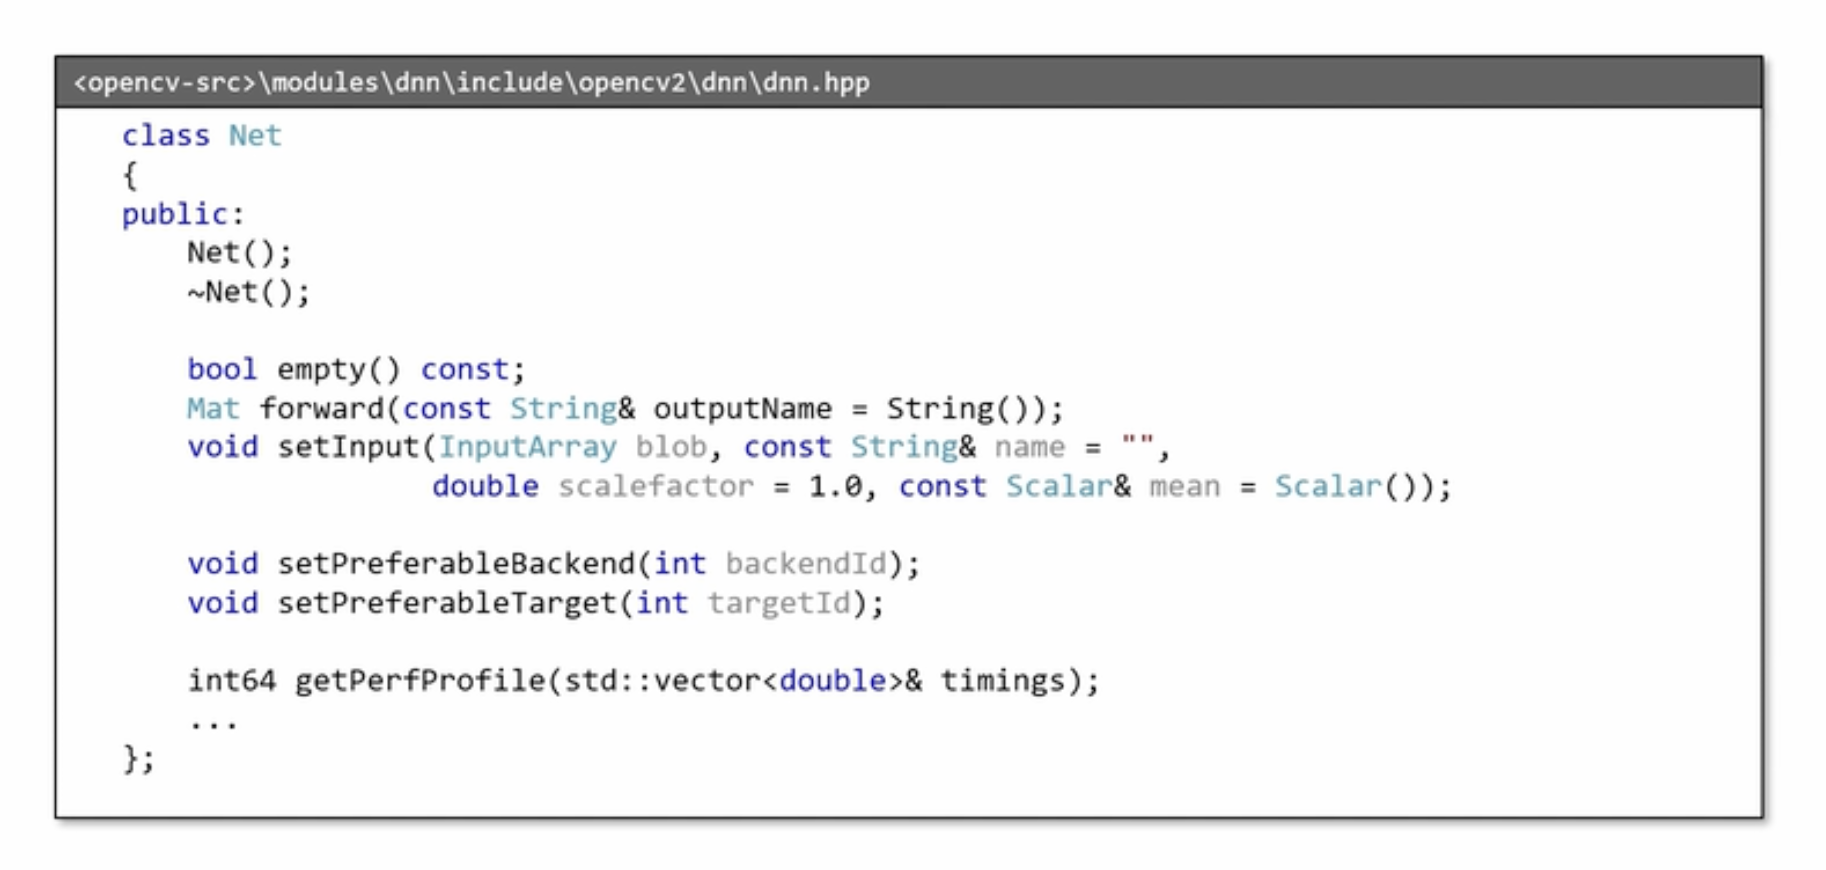 <opencv-src>\modules\dnn\include\opencv2\dnn\dnn.hpp
class Net
{
public:
    Net();
    ~Net();

    bool empty() const;
    Mat forward(const String& outputName = String());
    void setInput(InputArray blob, const String& name = "",
                  double scalefactor = 1.0, const Scalar& mean = Scalar());

    void setPreferableBackend(int backendId);
    void setPreferableTarget(int targetId);

    int64 getPerfProfile(std::vector<double>& timings);
    ...
};